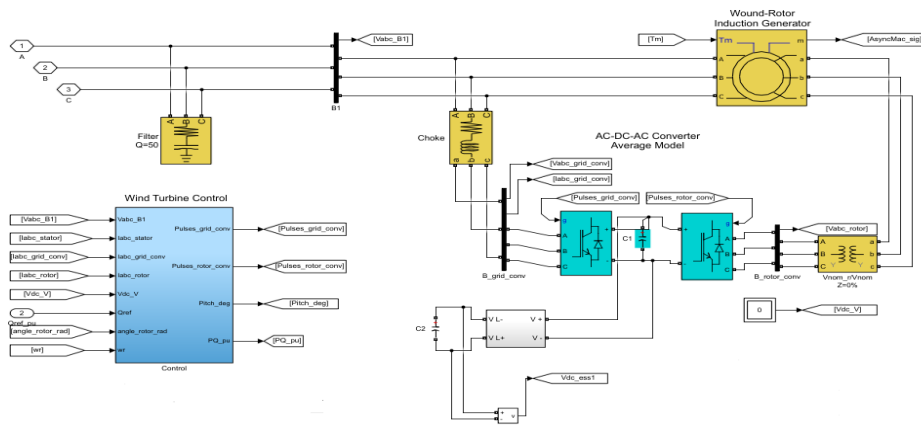 Wound-Rotor
Induction Generator
[Vabc_B1]
[Tm]
Tm
m
[AsyncMac_sig]
1
A
2
B
3
C
A
B
C
a
b
c
B1
A
B
C
Filter
Q=50
A
B
C
Choke
a
b
c
AC-DC-AC Converter
Average Model
[Vabc_grid_conv]
[Iabc_grid_conv]
[Pulses_grid_conv]
[Pulses_rotor_conv]
g
A
B
C
+
-
C1
+
-
g
A
B
C
B_grid_conv
B_rotor_conv
[Vabc_rotor]
A
B
C
a
b
c
Y
Y
Vnom_r/Vnom
Z=0%
0
[Vdc_V]
Wind Turbine Control
[Vabc_B1]
[Iabc_stator]
[Iabc_grid_conv]
[Iabc_rotor]
[Vdc_V]
2
Qref_pu
[angle_rotor_rad]
[wr]
Vabc_B1
Iabc_stator
Iabc_grid_conv
Iabc_rotor
Vdc_V
Qref
angle_rotor_rad
wr
Pulses_grid_conv
Pulses_rotor_conv
Pitch_deg
PQ_pu
[Pulses_grid_conv]
[Pulses_rotor_conv]
[Pitch_deg]
[PQ_pu]
Control
C2
V L-
V L+
V +
V -
Vdc_ess1
+
-
v